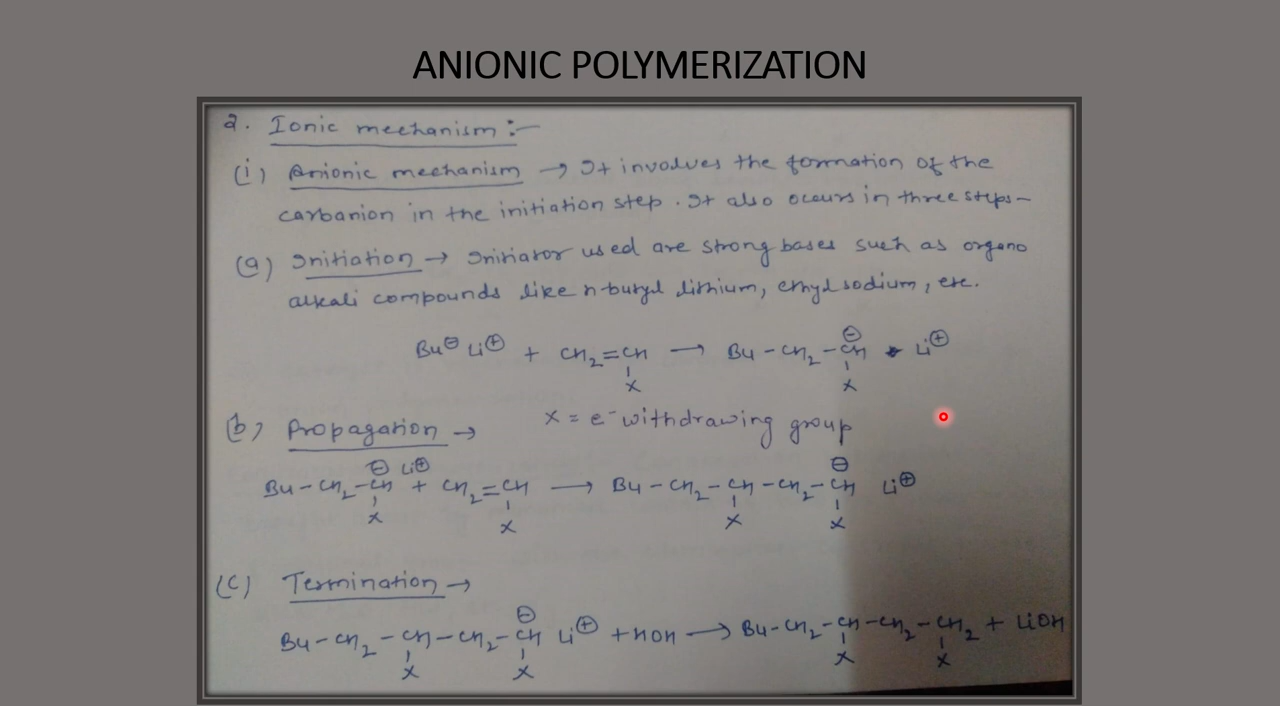 ANIONIC POLYMERIZATION
2. Ionic mechanism :-
(i) Anionic mechanism → It involves the formation of the
carbanion in the initiation step. It also occurs in three steps-
(a) Initiation → Initiator used are strong bases such as organo
alkali compounds like n-butyl lithium, ethyl sodium, etc.
Bu⊖ Li⊕ + CH₂=CH → Bu-CH₂-CH⊖ Li⊕
X X
X = e⁻ withdrawing group
(b) Propagation →
Bu-CH₂-CH⊖ Li⊕ + CH₂=CH → Bu-CH₂-CH-CH₂-CH⊖ Li⊕
X X X X
(c) Termination →
Bu-CH₂-CH-CH₂-CH⊖ Li⊕ + HOH → Bu-CH₂-CH-CH₂-CH₂ + LiOH
X X X X